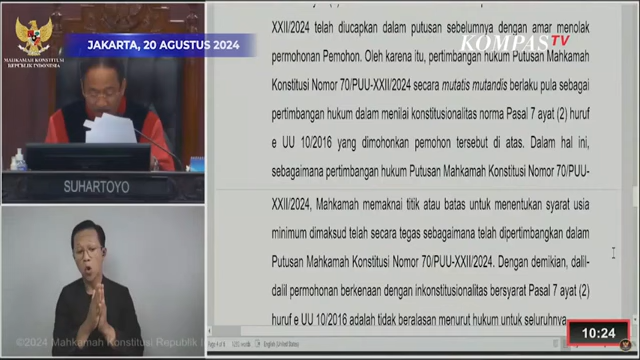 MAHKAMAH KONSTITUSI
REPUBLIK INDONESIA
JAKARTA, 20 AGUSTUS 2024
KOMPASTV
SUHARTOYO
©2024 Mahkamah Konstitusi Republik I
XXII/2024 telah diucapkan dalam putusan sebelumnya dengan amar menolak
permohonan Pemohon. Oleh karena itu, pertimbangan hukum Putusan Mahkamah
Konstitusi Nomor 70/PUU-XXII/2024 secara mutatis mutandis berlaku pula sebagai
pertimbangan hukum dalam menilai konstitusionalitas norma Pasal 7 ayat (2) huruf
e UU 10/2016 yang dimohonkan pemohon tersebut di atas. Dalam hal ini,
sebagaimana pertimbangan hukum Putusan Mahkamah Konstitusi Nomor 70/PUU-
XXII/2024, Mahkamah memaknai titik atau batas untuk menentukan syarat usia
minimum dimaksud telah secara tegas sebagaimana telah dipertimbangkan dalam
Putusan Mahkamah Konstitusi Nomor 70/PUU-XXII/2024. Dengan demikian, dalil-
dalil permohonan berkenaan dengan inkonstitusionalitas bersyarat Pasal 7 ayat (2)
huruf e UU 10/2016 adalah tidak beralasan menurut hukum untuk seluruhnya.
English (United States)
10:24